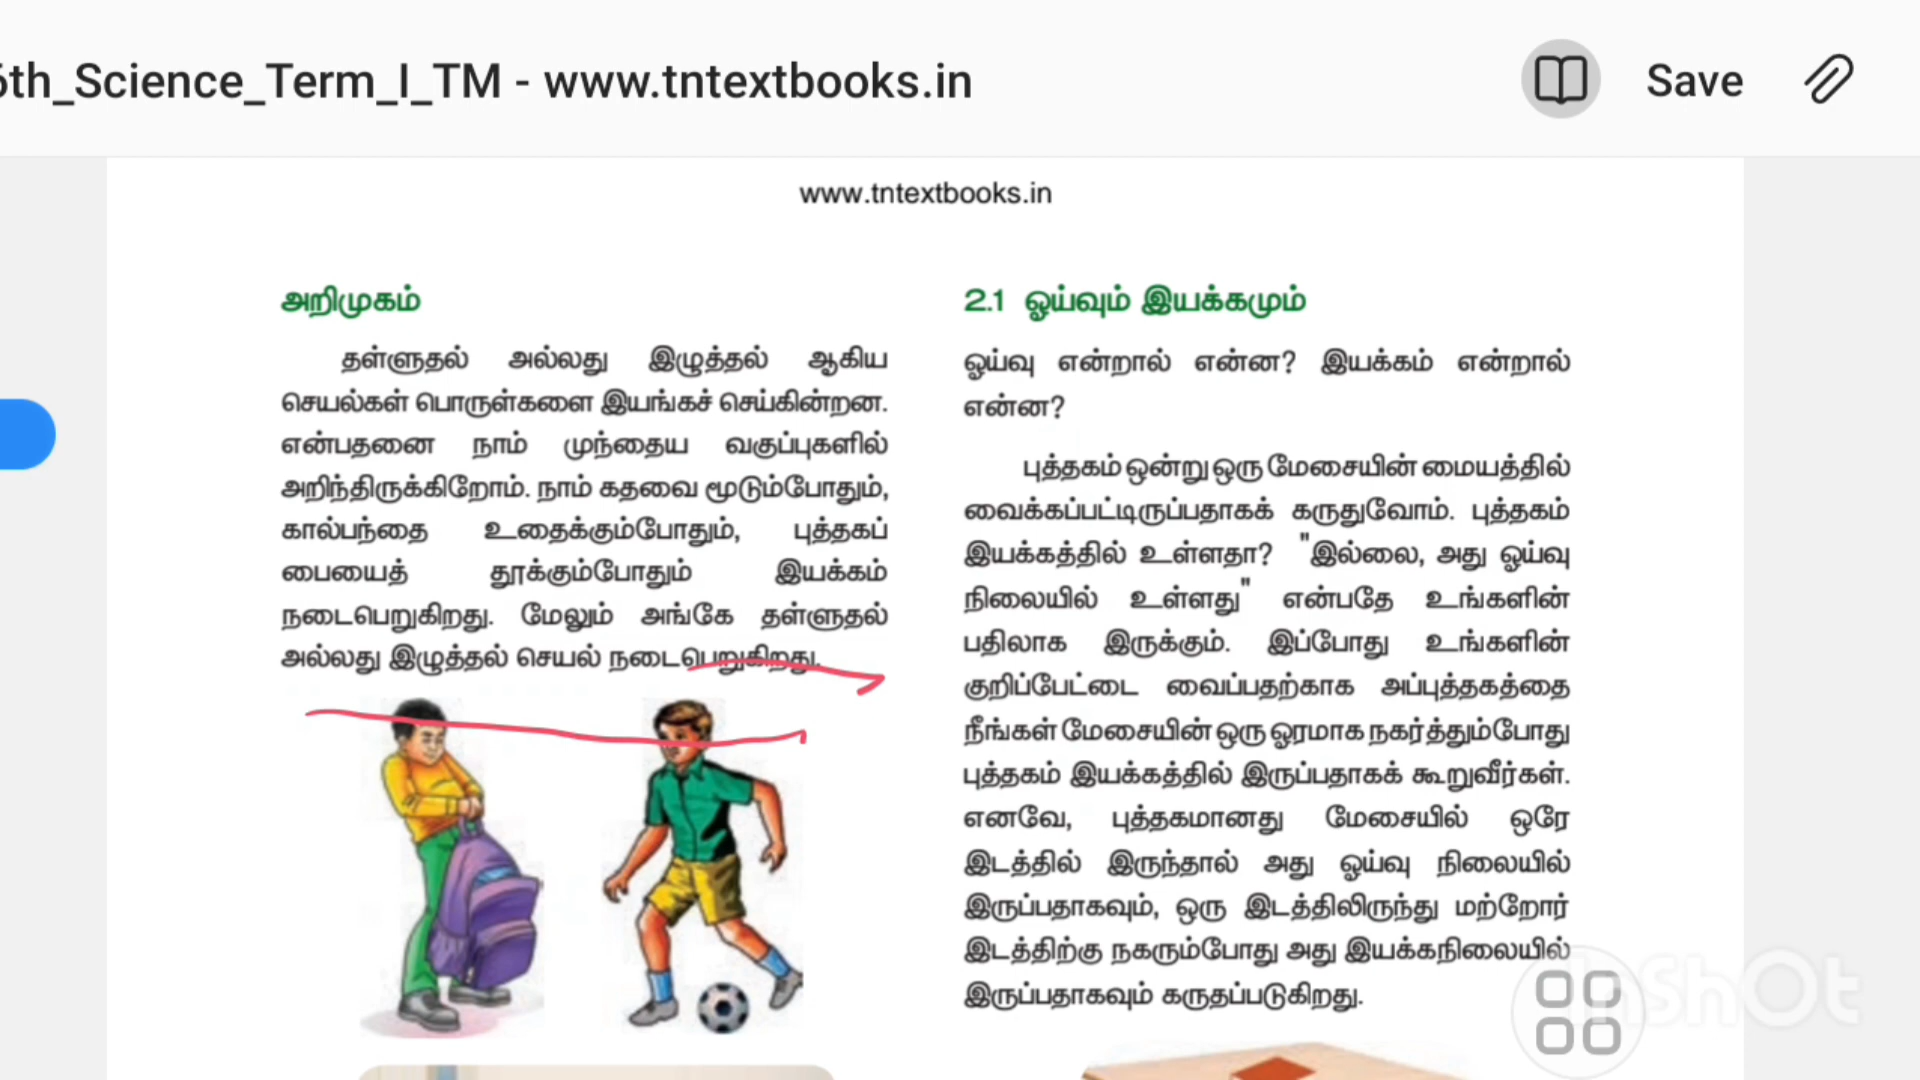 6th_Science_Term_I_TM - www.tntextbooks.in
Save
www.tntextbooks.in
அறிமுகம்
தள்ளுதல் அல்லது இழுத்தல் ஆகிய
செயல்கள் பொருள்களை இயங்கச் செய்கின்றன.
என்பதனை நாம் முந்தைய வகுப்புகளில்
அறிந்திருக்கிறோம். நாம் கதவை மூடும்போதும்,
கால்பந்தை உதைக்கும்போதும், புத்தகப்
பையைத் தூக்கும்போதும் இயக்கம்
நடைபெறுகிறது. மேலும் அங்கே தள்ளுதல்
அல்லது இழுத்தல் செயல் நடைபெறுகிறது.
2.1 ஓய்வும் இயக்கமும்
ஓய்வு என்றால் என்ன? இயக்கம் என்றால்
என்ன?
புத்தகம் ஒன்று ஒரு மேசையின் மையத்தில்
வைக்கப்பட்டிருப்பதாகக் கருதுவோம். புத்தகம்
இயக்கத்தில் உள்ளதா? "இல்லை, அது ஓய்வு
நிலையில் உள்ளது" என்பதே உங்களின்
பதிலாக இருக்கும். இப்போது உங்களின்
குறிப்பேட்டை வைப்பதற்காக அப்புத்தகத்தை
நீங்கள் மேசையின் ஒரு ஓரமாக நகர்த்தும்போது
புத்தகம் இயக்கத்தில் இருப்பதாகக் கூறுவீர்கள்.
எனவே, புத்தகமானது மேசையில் ஒரே
இடத்தில் இருந்தால் அது ஓய்வு நிலையில்
இருப்பதாகவும், ஒரு இடத்திலிருந்து மற்றோர்
இடத்திற்கு நகரும்போது அது இயக்கநிலையில்
இருப்பதாகவும் கருதப்படுகிறது.
InShOt